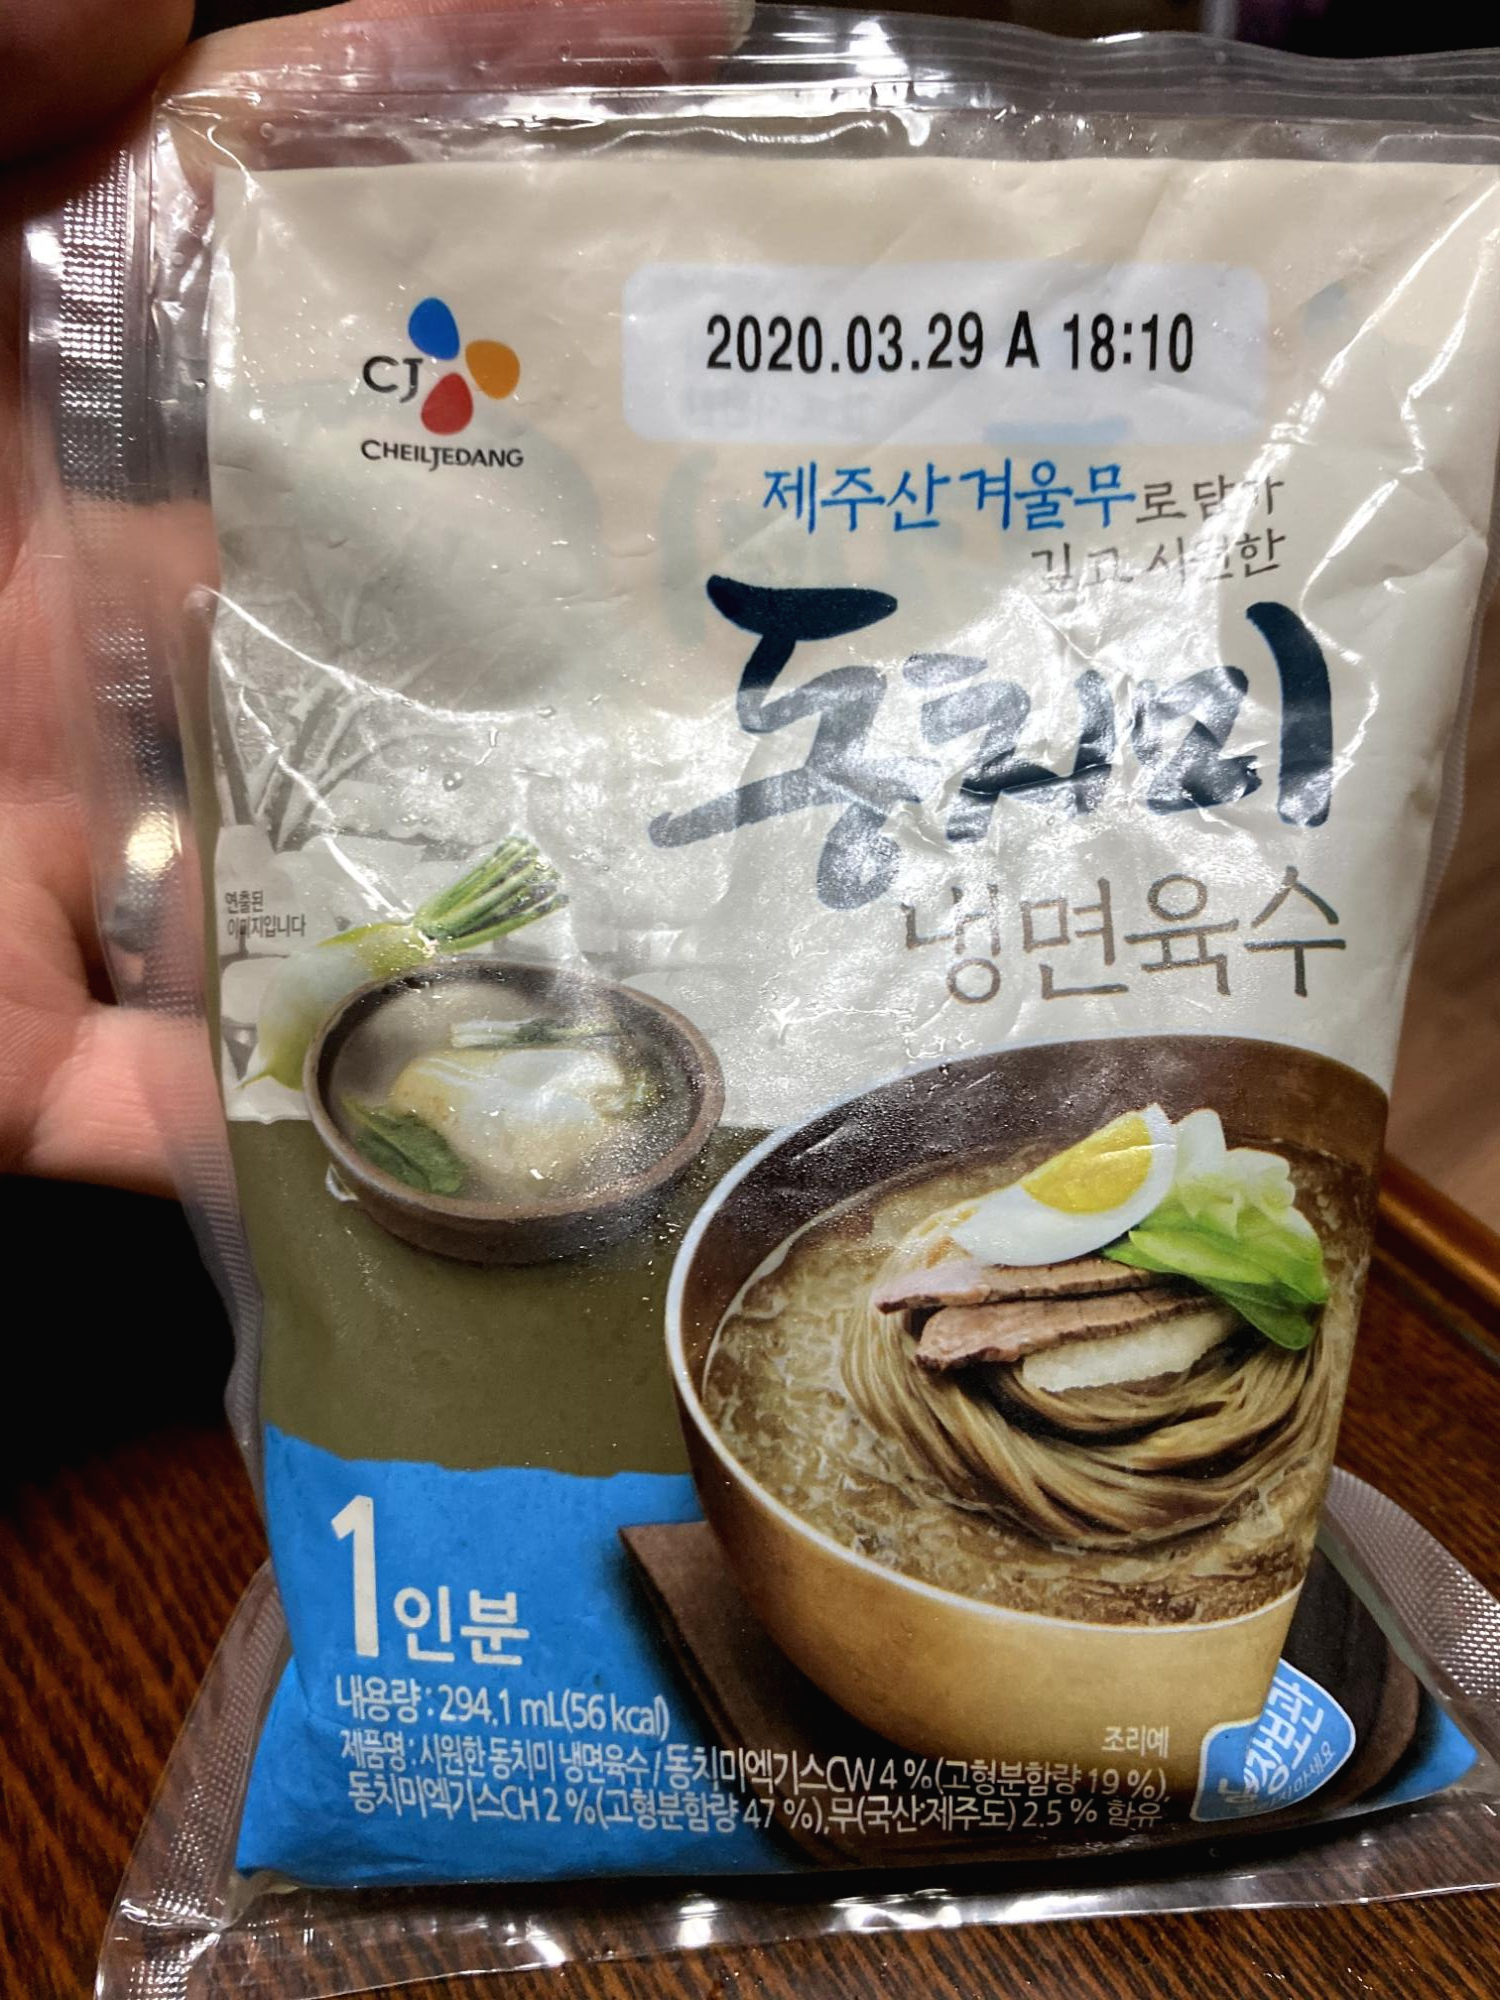 2020.03.29 A 18:10
CJ
CHEILJEDANG
제주산 겨울무로 담가
깊고 시원한
동치미
냉면육수
연출된
이미지입니다
1인분
내용량 : 294.1 mL(56 kcal)
조리예
제품명 : 시원한 동치미 냉면육수 / 동치미엑기스CW 4 %(고형분함량 19 %),
동치미엑기스CH 2 %(고형분함량 47 %),무(국산:제주도) 2.5 % 함유
냉장보관